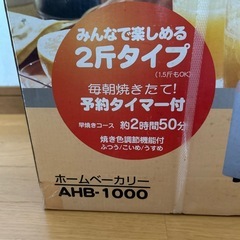 みんなで楽しめる
2斤タイプ
(1.5斤もOK)
毎朝焼きたて!
予約タイマー付
早焼きコース 約2時間50分
焼き色調節機能付
ふつう/こいめ/うすめ
ホームベーカリー
AHB-1000